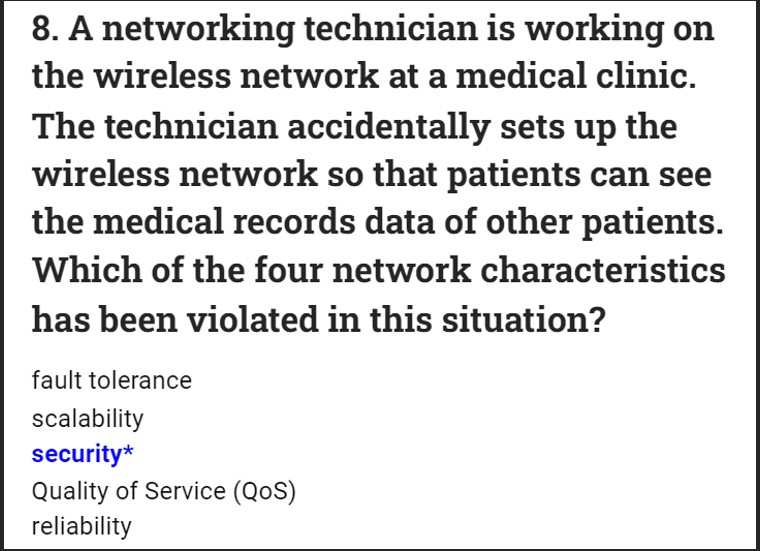 8. A networking technician is working on
the wireless network at a medical clinic.
The technician accidentally sets up the
wireless network so that patients can see
the medical records data of other patients.
Which of the four network characteristics
has been violated in this situation?
fault tolerance
scalability
security*
Quality of Service (QoS)
reliability